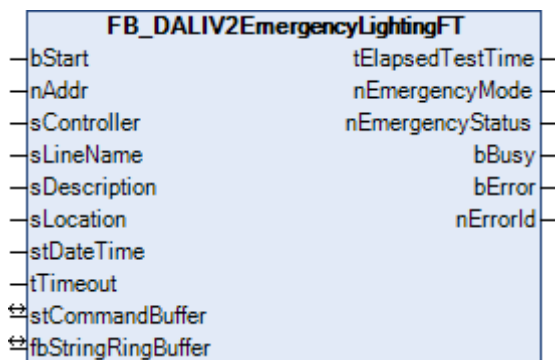 FB_DALIV2EmergencyLightingFT
bStart tElapsedTestTime
nAddr nEmergencyMode
sController nEmergencyStatus
sLineName bBusy
sDescription bError
sLocation nErrorId
stDateTime
tTimeout
stCommandBuffer
fbStringRingBuffer